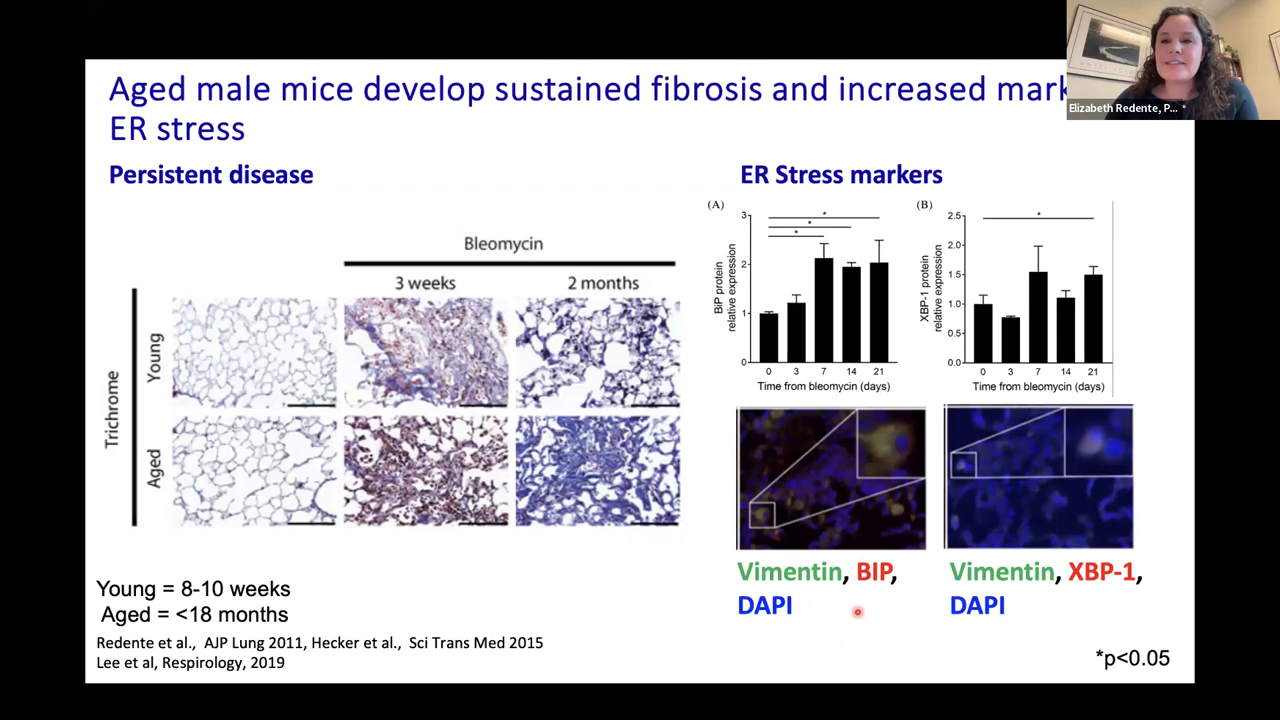 Aged male mice develop sustained fibrosis and increased mark
ER stress
Elizabeth Redente, P...
Persistent disease
ER Stress markers
Bleomycin
3 weeks
2 months
Trichrome
Young
Aged
(A)
BiP protein
relative expression
3
2
1
0
*
*
*
0 3 7 14 21
Time from bleomycin (days)
(B)
XBP-1 protein
relative expression
2.5
2.0
1.5
1.0
0.5
0.0
*
0 3 7 14 21
Time from bleomycin (days)
Vimentin, BIP,
DAPI
Vimentin, XBP-1,
DAPI
Young = 8-10 weeks
Aged = <18 months
Redente et al., AJP Lung 2011, Hecker et al., Sci Trans Med 2015
Lee et al, Respirology, 2019
*p<0.05